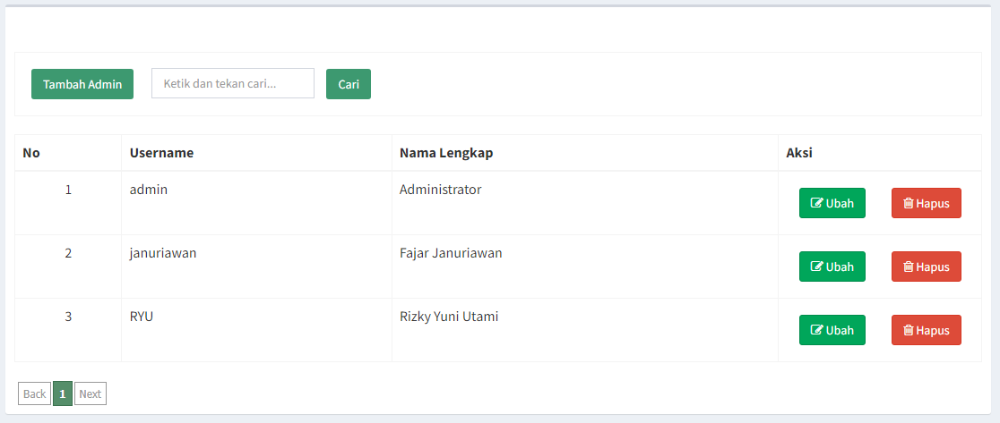 Tambah Admin Ketik dan tekan cari... Cari
No Username Nama Lengkap Aksi
1 admin Administrator Ubah Hapus
2 januriawan Fajar Januriawan Ubah Hapus
3 RYU Rizky Yuni Utami Ubah Hapus
Back 1 Next